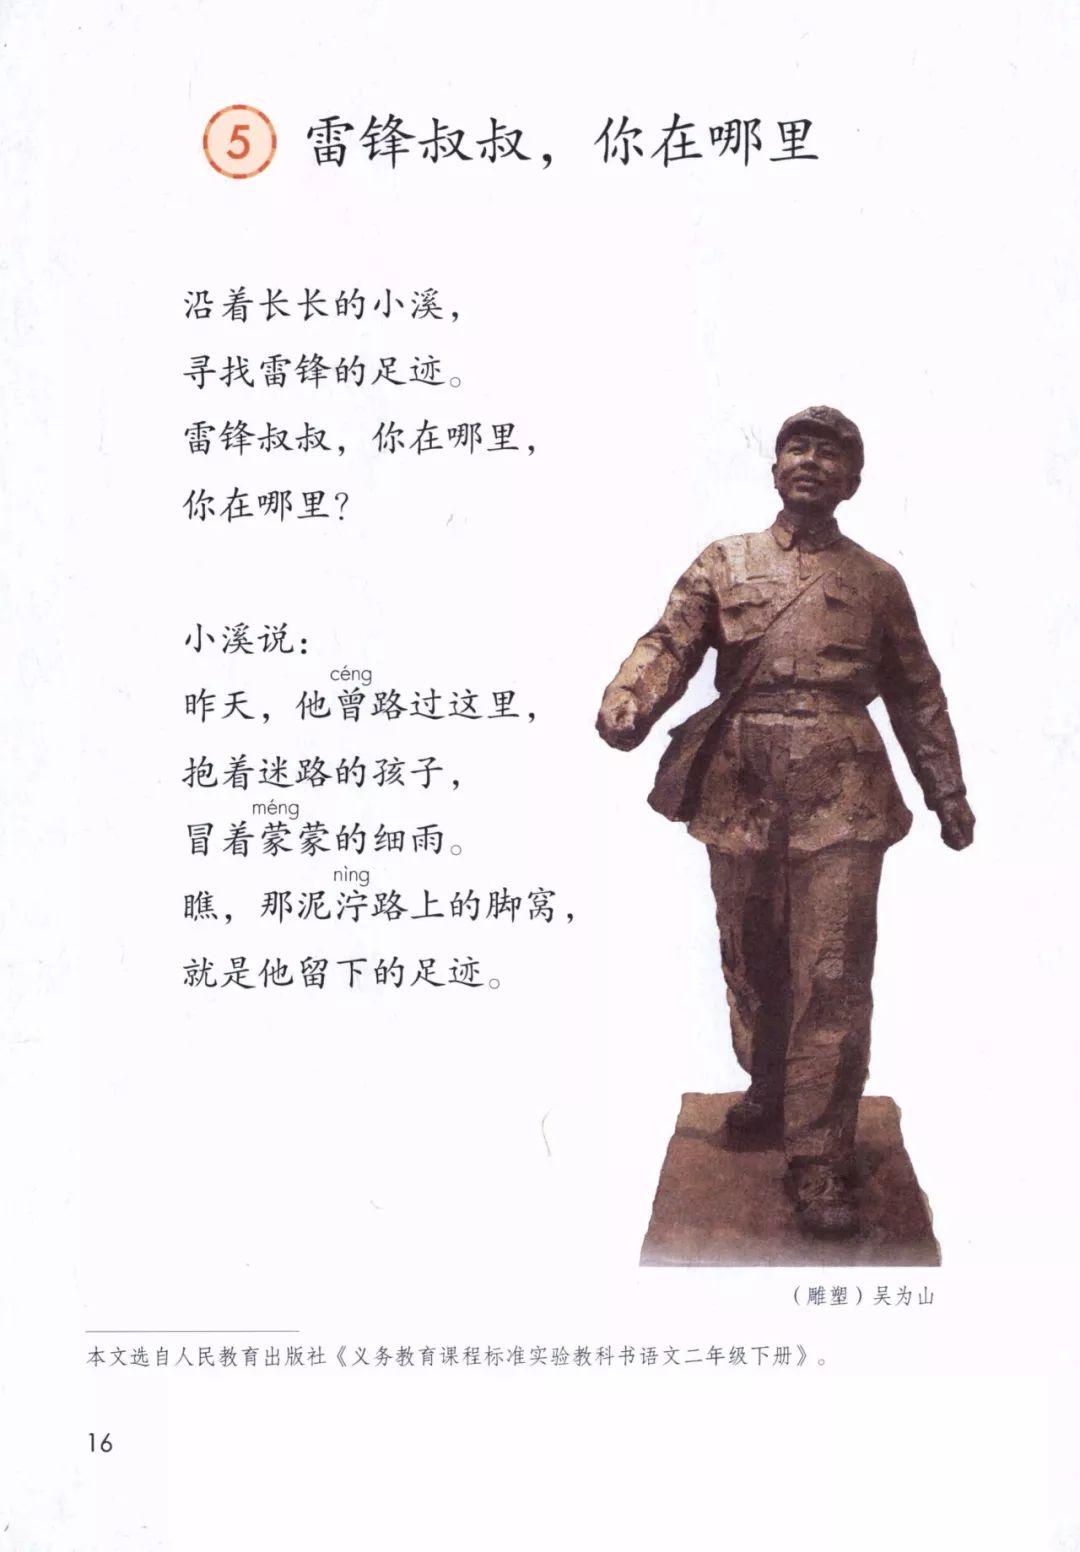 5 雷锋叔叔，你在哪里
沿着长长的小溪，
寻找雷锋的足迹。
雷锋叔叔，你在哪里，
你在哪里？
小溪说：
céng
昨天，他曾路过这里，
抱着迷路的孩子，
méng
冒着蒙蒙的细雨。
nìng
瞧，那泥泞路上的脚窝，
就是他留下的足迹。
（雕塑）吴为山
本文选自人民教育出版社《义务教育课程标准实验教科书语文二年级下册》。
16